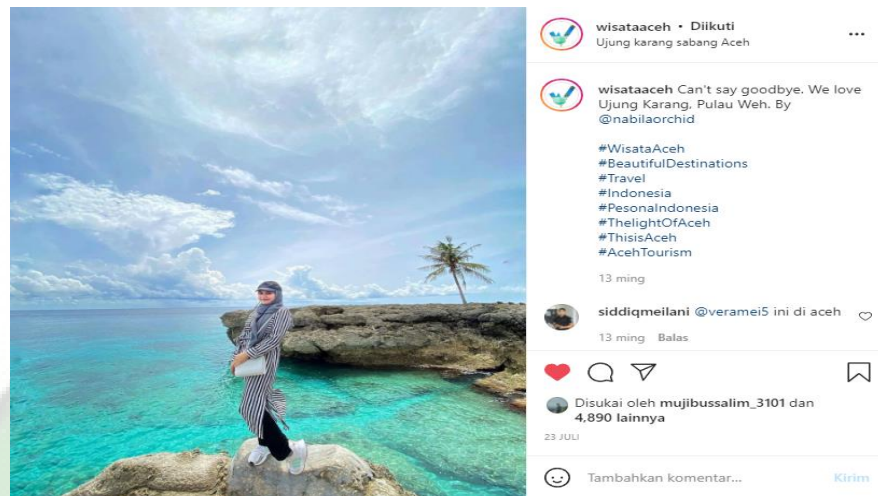 wisataaceh • Diikuti
Ujung karang sabang Aceh
wisataaceh Can't say goodbye. We love
Ujung Karang, Pulau Weh. By
@nabilaorchid
#WisataAceh
#BeautifulDestinations
#Travel
#Indonesia
#PesonaIndonesia
#ThelightOfAceh
#ThisisAceh
#AcehTourism
13 ming
siddiqmeilani @veramei5 ini di aceh
13 ming Balas
Disukai oleh mujibussalim_3101 dan
4,890 lainnya
23 JULI
Tambahkan komentar... Kirim